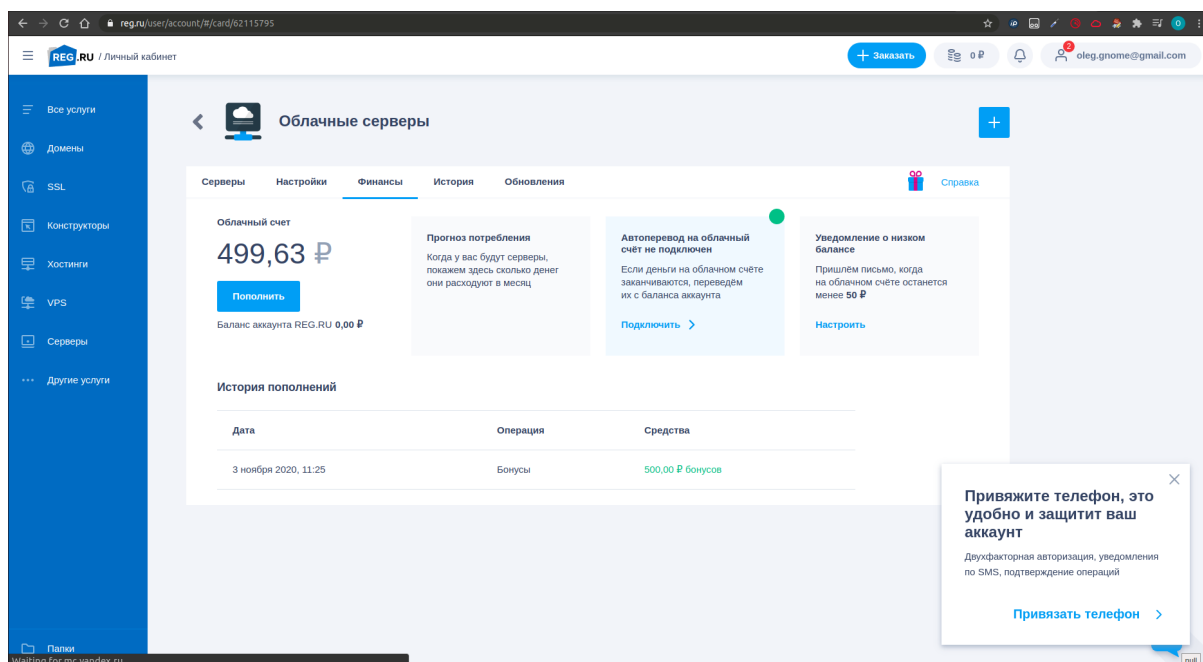 reg.ru/user/account/#/card/62115795
REG.RU / Личный кабинет
+ Заказать
0 ₽
2
oleg.gnome@gmail.com
Все услуги
Домены
SSL
Конструкторы
Хостинги
VPS
Серверы
Другие услуги
Папки
Облачные серверы
Серверы Настройки Финансы История Обновления
Справка
Облачный счет
499,63 ₽
Пополнить
Баланс аккаунта REG.RU 0,00 ₽
Прогноз потребления
Когда у вас будут серверы,
покажем здесь сколько денег
они расходуют в месяц
Автоперевод на облачный
счёт не подключен
Если деньги на облачном счёте
заканчиваются, переведём
их с баланса аккаунта
Подключить
Уведомление о низком
балансе
Пришлём письмо, когда
на облачном счёте останется
менее 50 ₽
Настроить
История пополнений
Дата Операция Средства
3 ноября 2020, 11:25 Бонусы 500,00 ₽ бонусов
Привяжите телефон, это
удобно и защитит ваш
аккаунт
Двухфакторная авторизация, уведомления
по SMS, подтверждение операций
Привязать телефон
Waiting for mc.yandex.ru
null